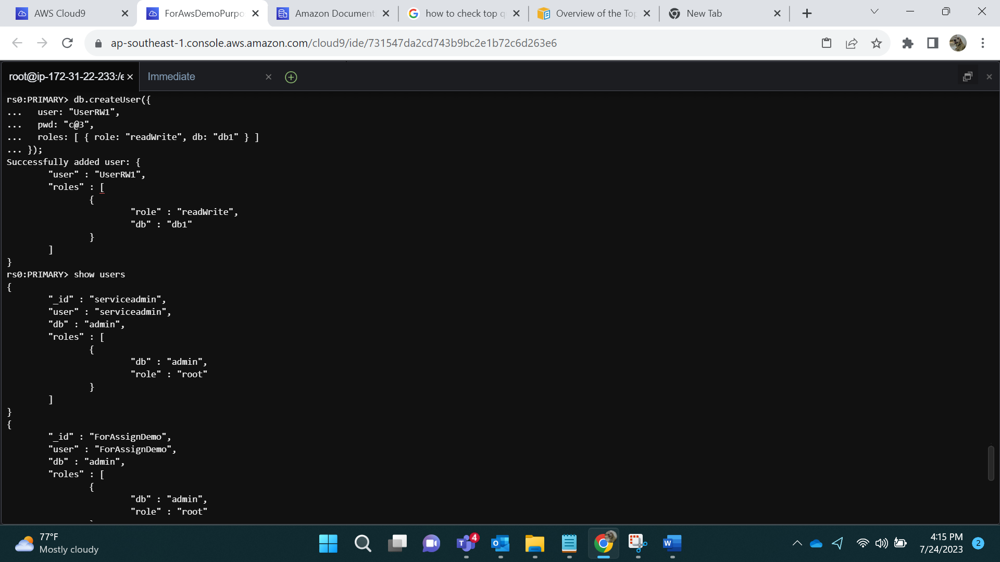 AWS Cloud9
ForAwsDemoPurpo
Amazon Document
how to check top q
Overview of the Top
New Tab
ap-southeast-1.console.aws.amazon.com/cloud9/ide/731547da2cd743b9bc2e1b72c6d263e6
root@ip-172-31-22-233:/e
Immediate
rs0:PRIMARY> db.createUser({
...   user: "UserRW1",
...   pwd: "c@3",
...   roles: [ { role: "readWrite", db: "db1" } ]
... });
Successfully added user: {
        "user" : "UserRW1",
        "roles" : [
                {
                        "role" : "readWrite",
                        "db" : "db1"
                }
        ]
}
rs0:PRIMARY> show users
{
        "_id" : "serviceadmin",
        "user" : "serviceadmin",
        "db" : "admin",
        "roles" : [
                {
                        "db" : "admin",
                        "role" : "root"
                }
        ]
}
{
        "_id" : "ForAssignDemo",
        "user" : "ForAssignDemo",
        "db" : "admin",
        "roles" : [
                {
                        "db" : "admin",
                        "role" : "root"
77°F
Mostly cloudy
4
4:15 PM
7/24/2023
2